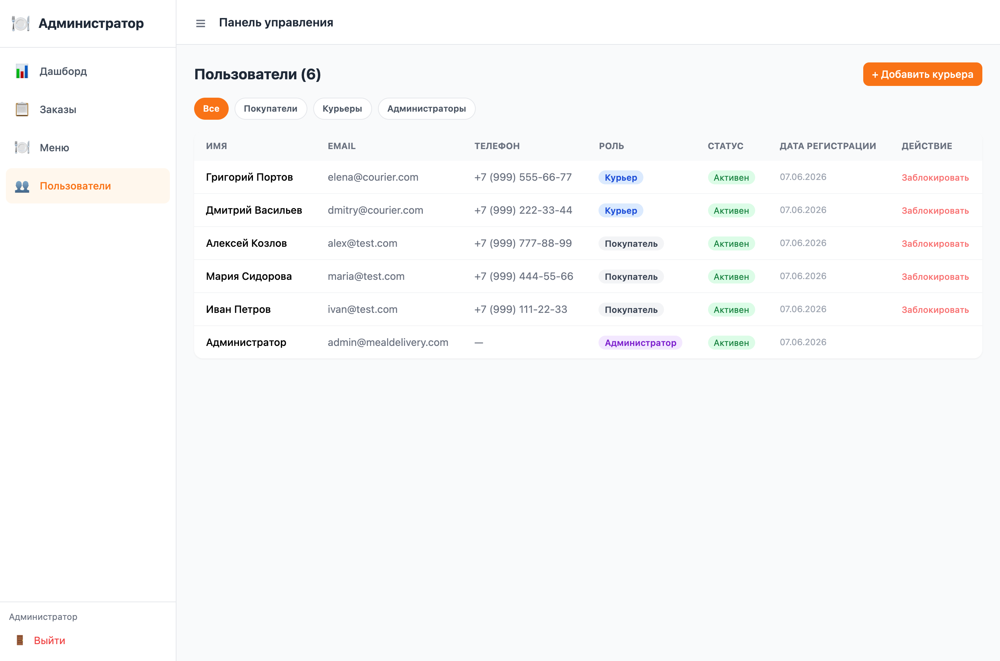 Администратор
Панель управления
Дашборд
Заказы
Меню
Пользователи
Пользователи (6)
+ Добавить курьера
Все Покупатели Курьеры Администраторы
ИМЯ EMAIL ТЕЛЕФОН РОЛЬ СТАТУС ДАТА РЕГИСТРАЦИИ ДЕЙСТВИЕ
Григорий Портов elena@courier.com +7 (999) 555-66-77 Курьер Активен 07.06.2026 Заблокировать
Дмитрий Васильев dmitry@courier.com +7 (999) 222-33-44 Курьер Активен 07.06.2026 Заблокировать
Алексей Козлов alex@test.com +7 (999) 777-88-99 Покупатель Активен 07.06.2026 Заблокировать
Мария Сидорова maria@test.com +7 (999) 444-55-66 Покупатель Активен 07.06.2026 Заблокировать
Иван Петров ivan@test.com +7 (999) 111-22-33 Покупатель Активен 07.06.2026 Заблокировать
Администратор admin@mealdelivery.com — Администратор Активен 07.06.2026
Администратор
Выйти